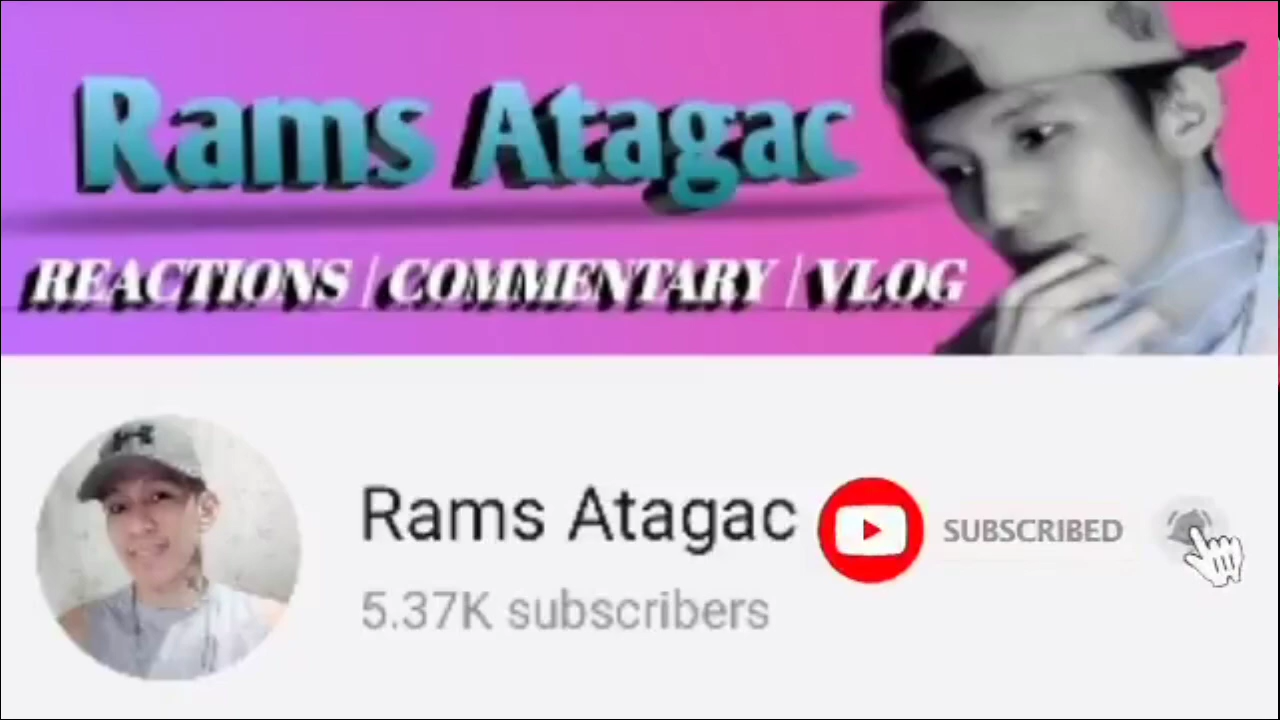 Rams Atagac
REACTIONS | COMMENTARY | VLOG
Rams Atagac
SUBSCRIBED
5.37K subscribers